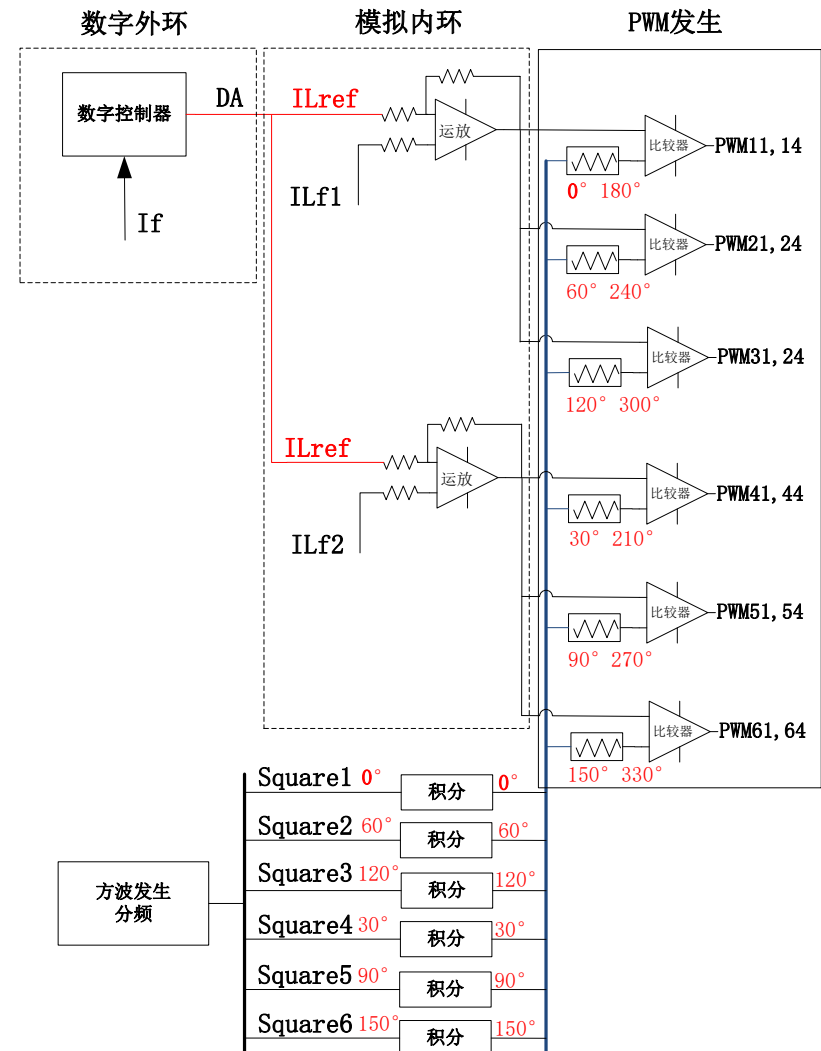 数字外环
模拟内环
PWM发生
数字控制器
DA
If
ILref
ILf1
运放
比较器
PWM11,14
0° 180°
比较器
PWM21,24
60° 240°
比较器
PWM31,24
120° 300°
ILref
ILf2
运放
比较器
PWM41,44
30° 210°
比较器
PWM51,54
90° 270°
比较器
PWM61,64
150° 330°
方波发生
分频
Square1 0° 积分 0°
Square2 60° 积分 60°
Square3 120° 积分 120°
Square4 30° 积分 30°
Square5 90° 积分 90°
Square6 150° 积分 150°